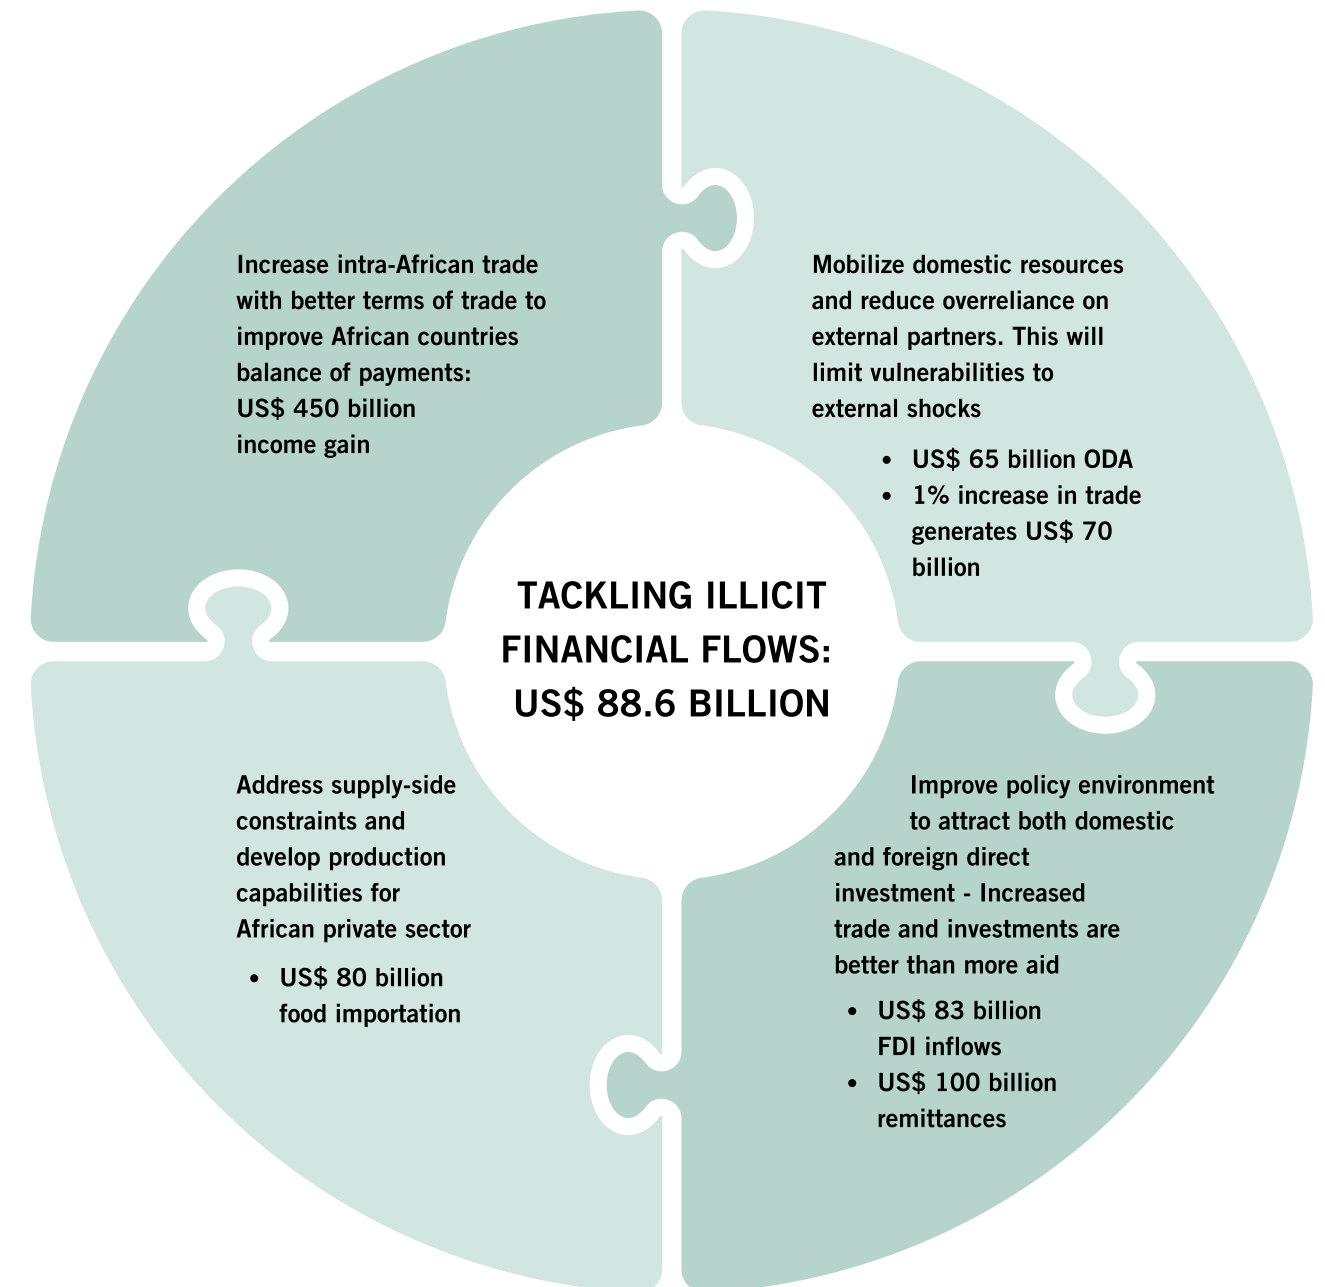 Increase intra-African trade
with better terms of trade to
improve African countries
balance of payments:
US$ 450 billion
income gain
Mobilize domestic resources
and reduce overreliance on
external partners. This will
limit vulnerabilities to
external shocks
• US$ 65 billion ODA
• 1% increase in trade
generates US$ 70
billion
TACKLING ILLICIT
FINANCIAL FLOWS:
US$ 88.6 BILLION
Address supply-side
constraints and
develop production
capabilities for
African private sector
• US$ 80 billion
food importation
Improve policy environment
to attract both domestic
and foreign direct
investment - Increased
trade and investments are
better than more aid
• US$ 83 billion
FDI inflows
• US$ 100 billion
remittances